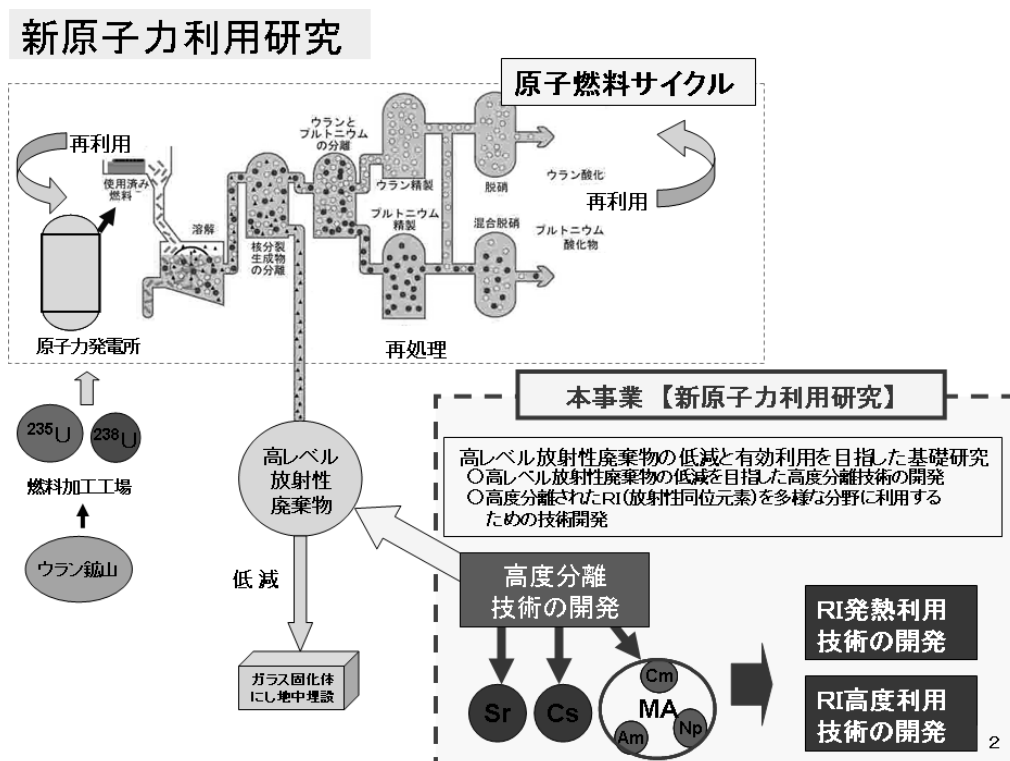 新原子力利用研究
原子燃料サイクル
再利用
使用済み
燃料
溶解
核分裂
生成物
の分離
ウランと
プルトニウム
の分離
ウラン精製
プルトニウム
精製
脱硝
混合脱硝
ウラン酸化
プルトニウム
酸化物
再利用
原子力発電所
再処理
235U
238U
燃料加工工場
ウラン鉱山
高レベル
放射性
廃棄物
低減
ガラス固化体
にし地中埋設
本事業 【新原子力利用研究】
高レベル放射性廃棄物の低減と有効利用を目指した基礎研究
○高レベル放射性廃棄物の低減を目指した高度分離技術の開発
○高度分離されたRI(放射性同位元素)を多様な分野に利用する
ための技術開発
高度分離
技術の開発
Sr
Cs
Cm
MA
Am
Np
RI発熱利用
技術の開発
RI高度利用
技術の開発
2